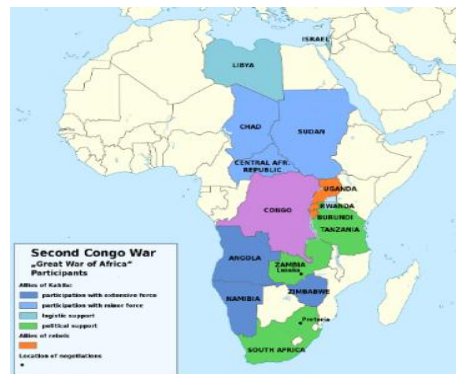 ISRAEL
LIBYA
CHAD
SUDAN
CENTRAL AFR.
REPUBLIC
UGANDA
RWANDA
CONGO
BURUNDI
TANZANIA
ANGOLA
ZAMBIA
Lusaka
ZIMBABWE
NAMIBIA
Pretoria
SOUTH AFRICA
Second Congo War
„Great War of Africa“
Participants
Allies of Kabila:
participation with extensive force
participation with minor force
logistic support
political support
Allies of rebels
Location of negotiations